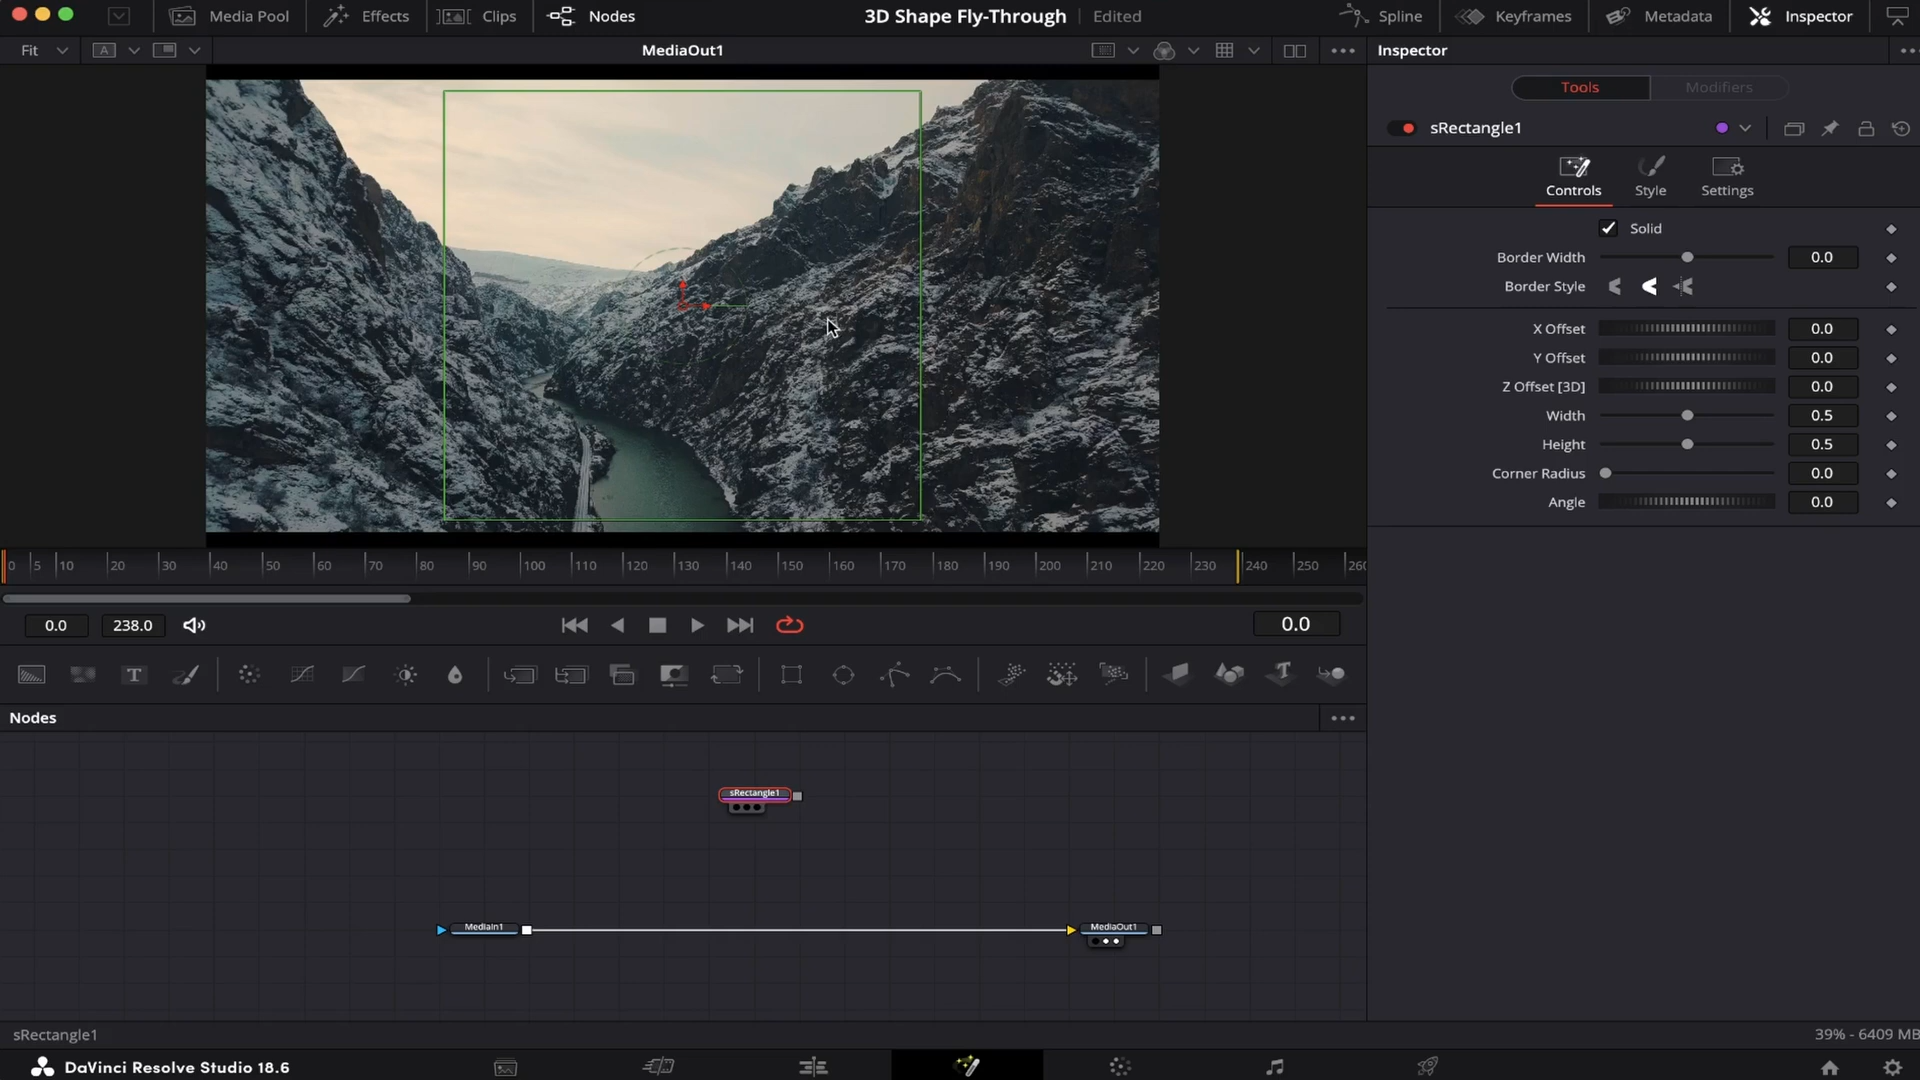 Media Pool Effects Clips Nodes 3D Shape Fly-Through Edited Spline Keyframes Metadata Inspector
Fit A MediaOut1 Inspector
Tools Modifiers
sRectangle1
Controls Style Settings
Solid
Border Width 0.0
Border Style
X Offset 0.0
Y Offset 0.0
Z Offset [3D] 0.0
Width 0.5
Height 0.5
Corner Radius 0.0
Angle 0.0
0 5 10 20 30 40 50 60 70 80 90 100 110 120 130 140 150 160 170 180 190 200 210 220 230 240 250 260
0.0 238.0 0.0
T T
Nodes
sRectangle1
MediaIn1 MediaOut1
sRectangle1 39% - 6409 MB
DaVinci Resolve Studio 18.6